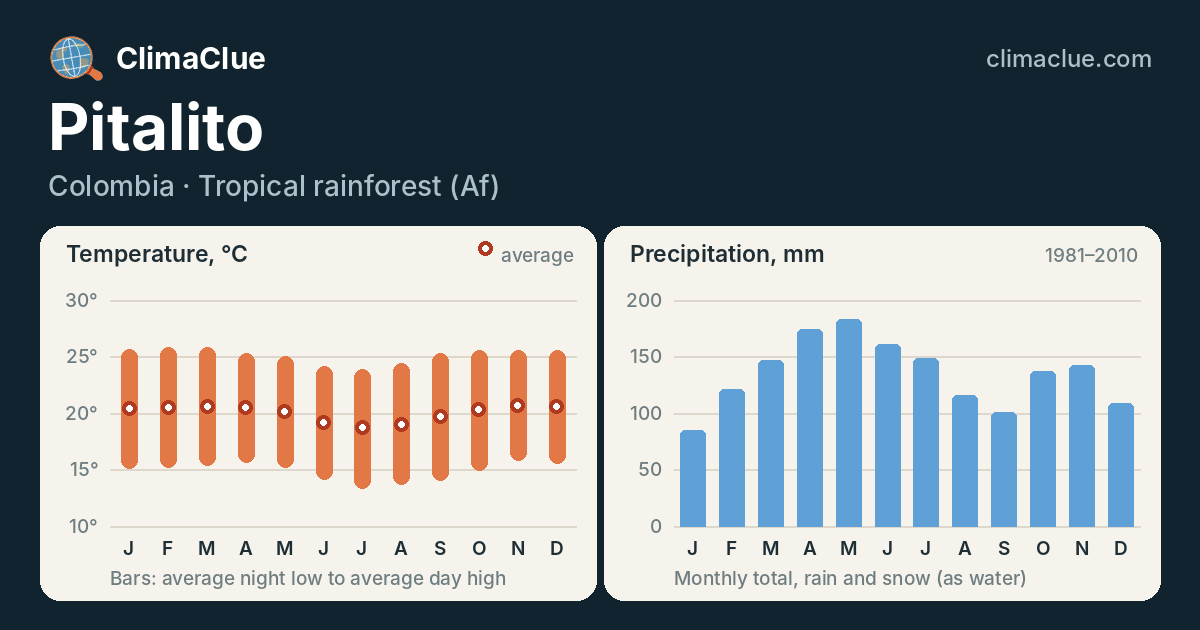 ClimaClue
climaclue.com
Pitalito
Colombia · Tropical rainforest (Af)
Temperature, °C
average
30°
25°
20°
15°
10°
J F M A M J J A S O N D
Bars: average night low to average day high
Precipitation, mm
1981–2010
200
150
100
50
0
J F M A M J J A S O N D
Monthly total, rain and snow (as water)